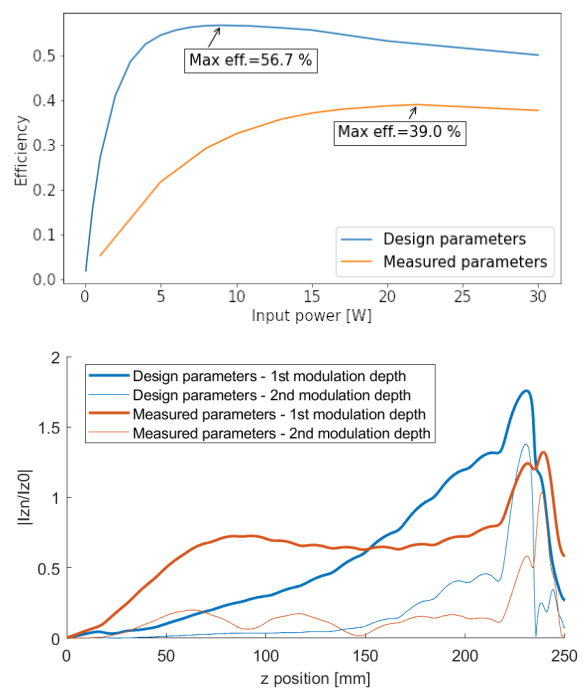 0.5
Max eff.=56.7 %
0.4
Max eff.=39.0 %
0.3
Efficiency
0.2
0.1
Design parameters
Measured parameters
0.0
0 5 10 15 20 25 30
Input power [W]
2
Design parameters - 1st modulation depth
Design parameters - 2nd modulation depth
Measured parameters - 1st modulation depth
Measured parameters - 2nd modulation depth
1.5
|Izn/Iz0|
1
0.5
0
0 50 100 150 200 250
z position [mm]